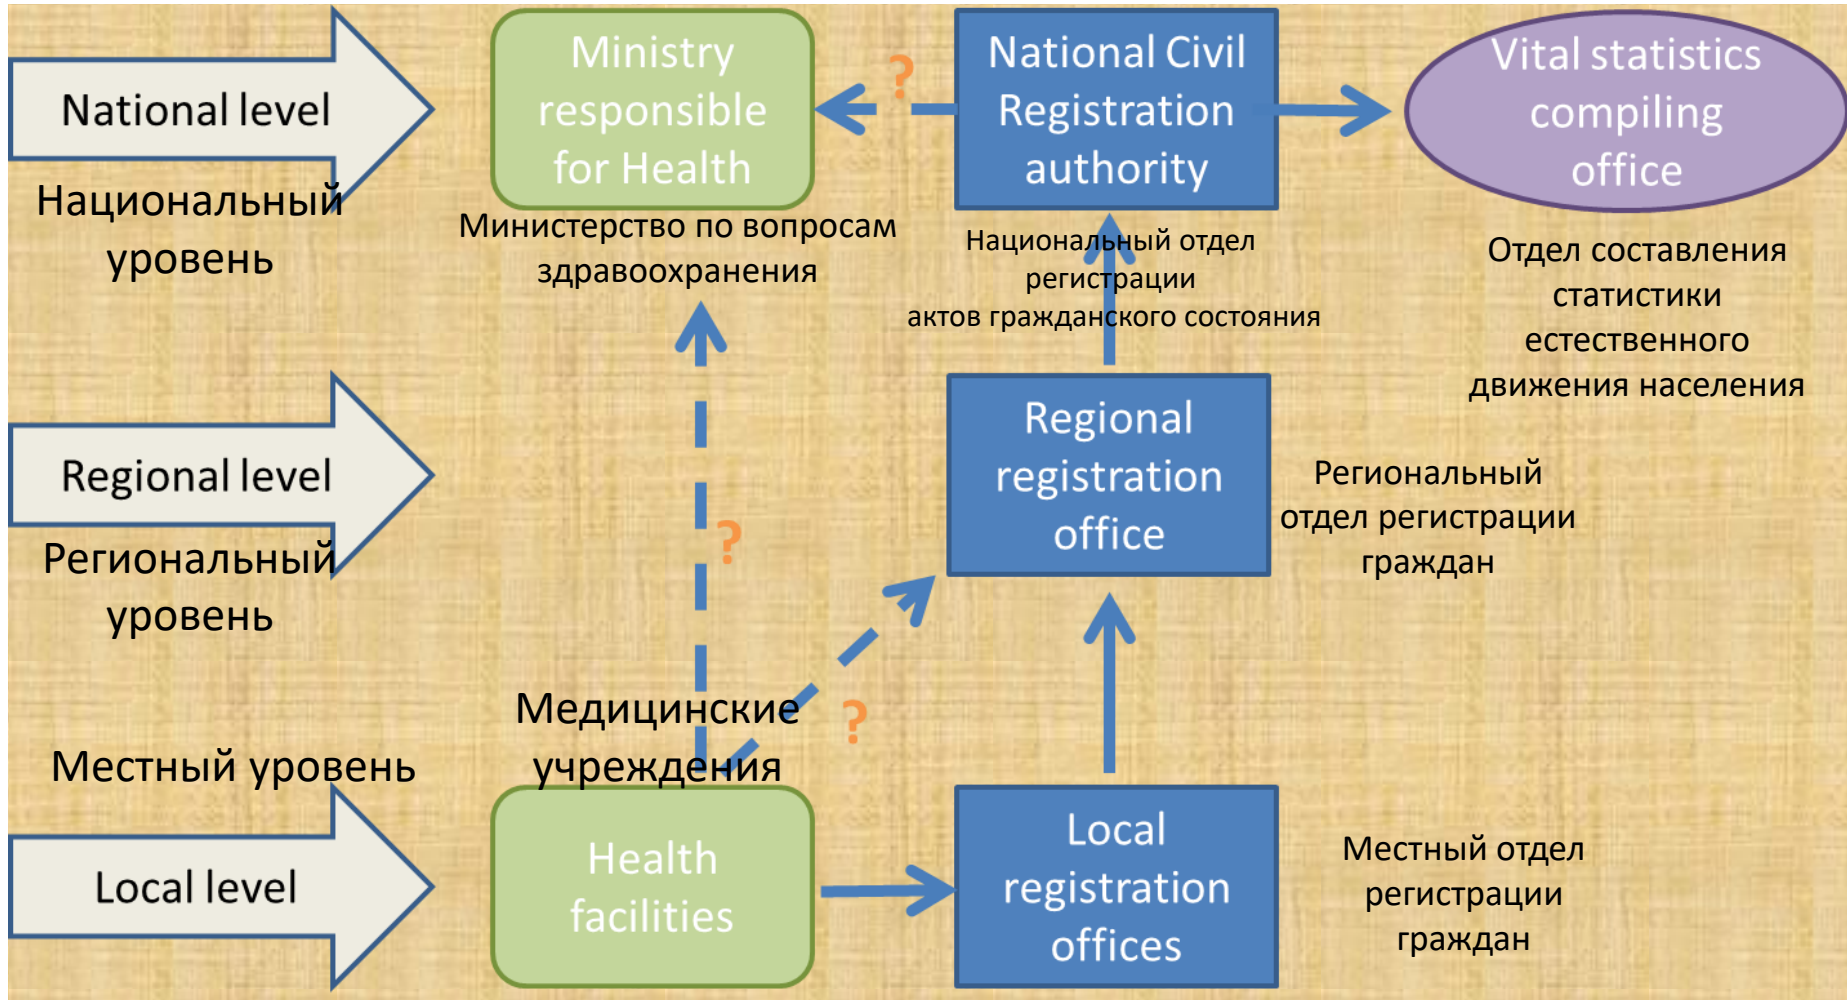 National level
Национальный
уровень
Ministry
responsible
for Health
Министерство по вопросам
здравоохранения
?
National Civil
Registration
authority
Национальный отдел
регистрации
актов гражданского состояния
Vital statistics
compiling
office
Отдел составления
статистики
естественного
движения населения
Regional level
Региональный
уровень
?
Regional
registration
office
Региональный
отдел регистрации
граждан
Местный уровень
Local level
Медицинские
учреждения
?
Health
facilities
Local
registration
offices
Местный отдел
регистрации
граждан